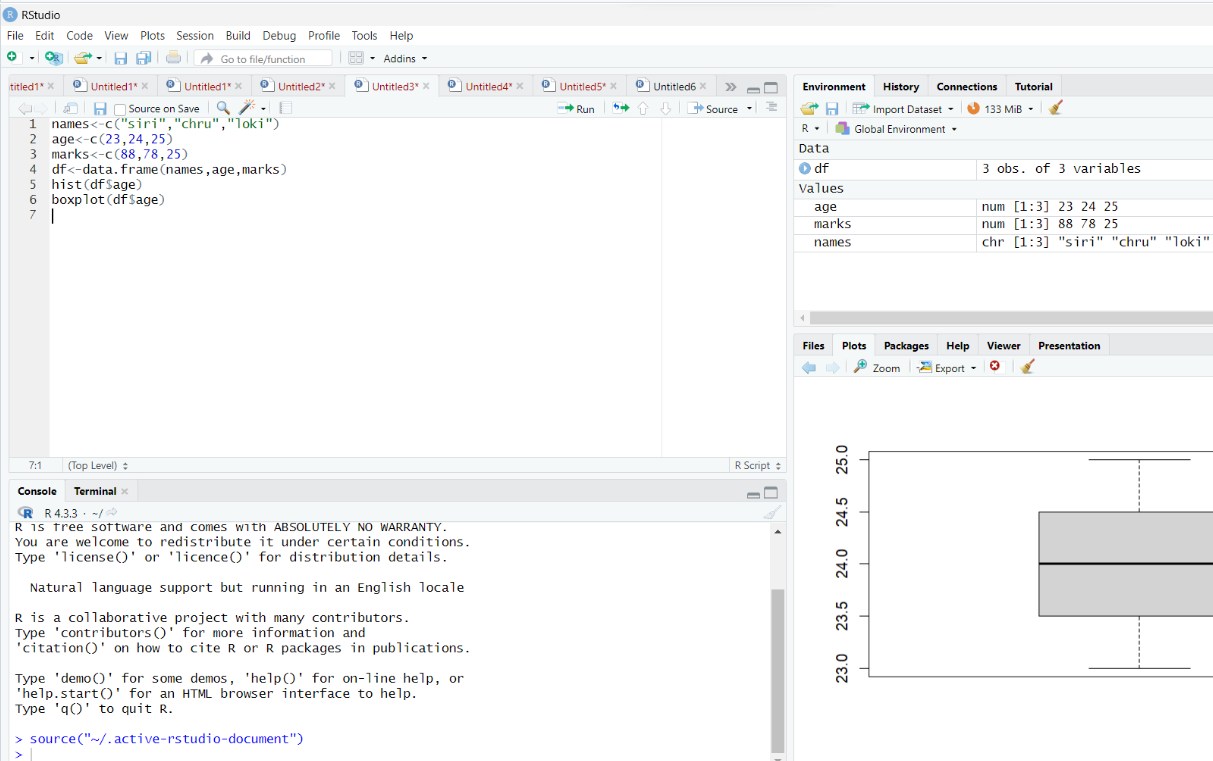 RStudio
File Edit Code View Plots Session Build Debug Profile Tools Help
Go to file/function Addins
titled1* Untitled1* Untitled1* Untitled2* Untitled3* Untitled4* Untitled5* Untitled6
Source on Save Run Source
1 names<-c("siri","chru","loki")
2 age<-c(23,24,25)
3 marks<-c(88,78,25)
4 df<-data.frame(names,age,marks)
5 hist(df$age)
6 boxplot(df$age)
7
7:1 (Top Level) R Script
Console Terminal
R 4.3.3 · ~/
R is free software and comes with ABSOLUTELY NO WARRANTY.
You are welcome to redistribute it under certain conditions.
Type 'license()' or 'licence()' for distribution details.
Natural language support but running in an English locale
R is a collaborative project with many contributors.
Type 'contributors()' for more information and
'citation()' on how to cite R or R packages in publications.
Type 'demo()' for some demos, 'help()' for on-line help, or
'help.start()' for an HTML browser interface to help.
Type 'q()' to quit R.
> source("~/.active-rstudio-document")
>
Environment History Connections Tutorial
Import Dataset 133 MiB
R Global Environment
Data
df 3 obs. of 3 variables
Values
age num [1:3] 23 24 25
marks num [1:3] 88 78 25
names chr [1:3] "siri" "chru" "loki"
Files Plots Packages Help Viewer Presentation
Zoom Export
25.0
24.5
24.0
23.5
23.0